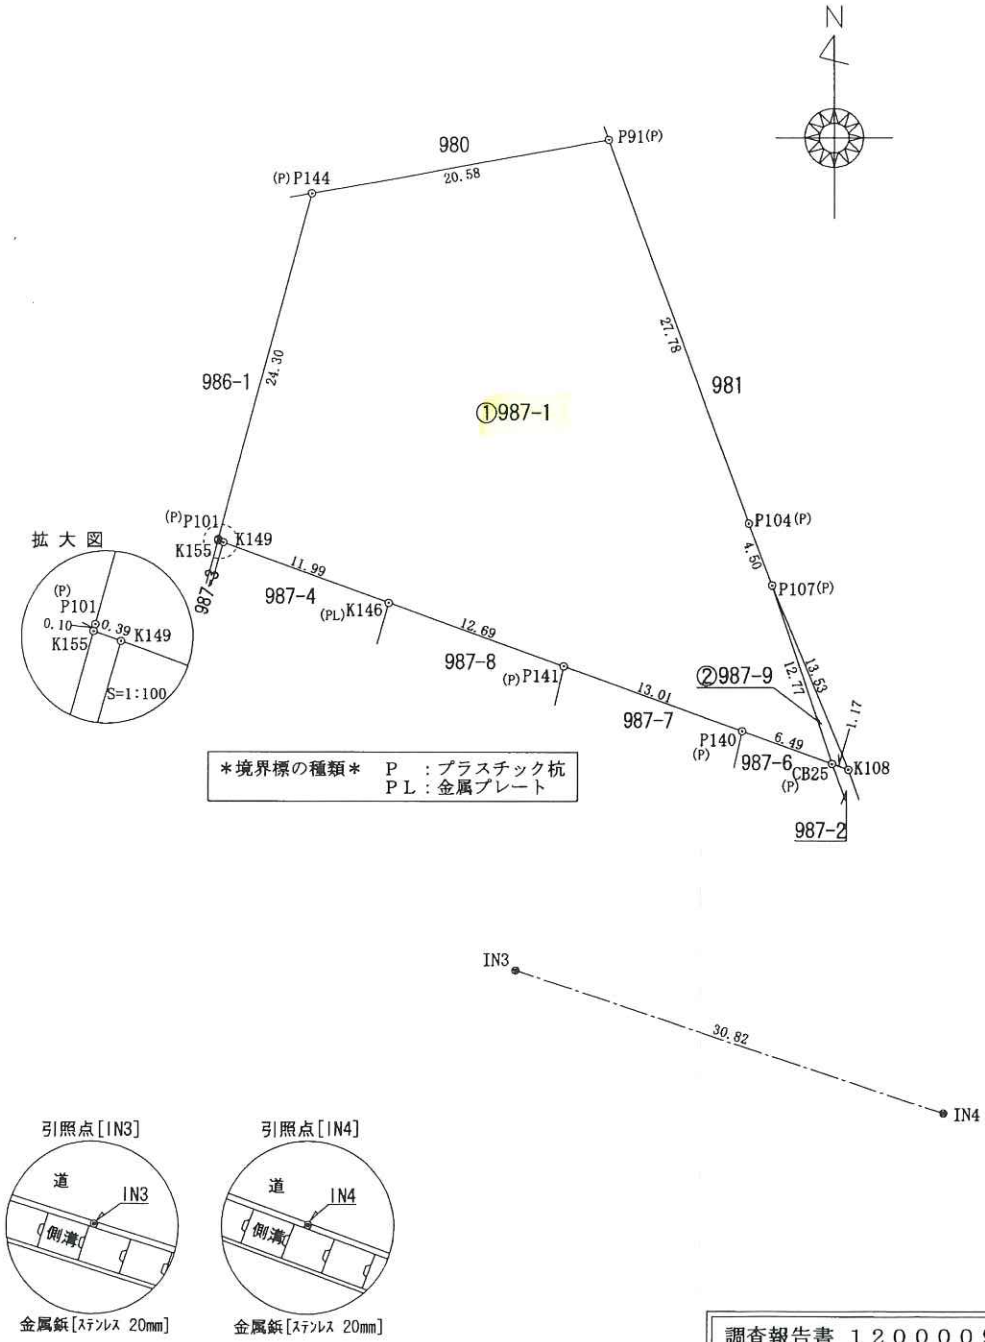 N
980
P91(P)
(P)P144
20.58
27.78
24.30
986-1
981
①987-1
(P)P101
K149
K155
987-3
P104(P)
4.50
P107(P)
拡大図
(P)
P101
0.10
0.39
K149
K155
S=1:100
11.99
987-4
(PL)K146
12.69
987-8
(P)P141
13.01
987-7
②987-9
12.77
13.53
1.17
P140
(P)
6.49
987-6
CB25
(P)
K108
987-2
*境界標の種類* P :プラスチック杭
PL:金属プレート
IN3
30.82
IN4
引照点[IN3]
道
IN3
側溝
金属鋲[ステンレス 20mm]
引照点[IN4]
道
IN4
側溝
金属鋲[ステンレス 20mm]
調査報告書 120000